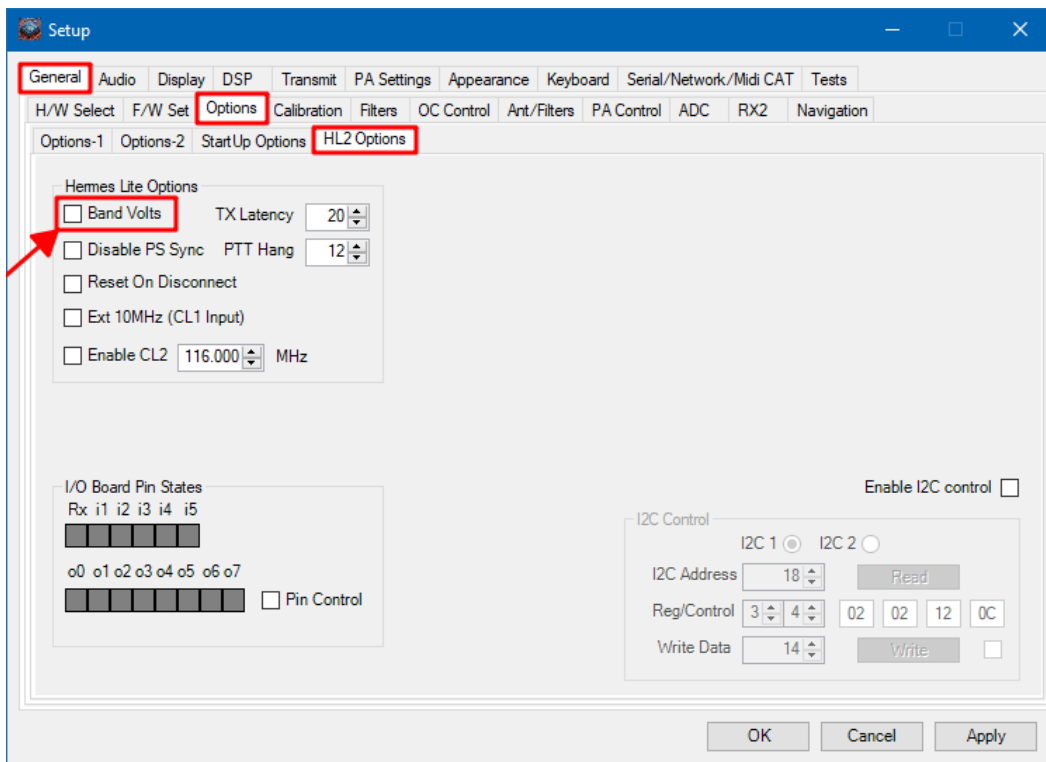 Setup
General Audio Display DSP Transmit PA Settings Appearance Keyboard Serial/Network/Midi CAT Tests
H/W Select F/W Set Options Calibration Filters OC Control Ant/Filters PA Control ADC RX2 Navigation
Options-1 Options-2 StartUp Options HL2 Options
Hermes Lite Options
Band Volts TX Latency 20
Disable PS Sync PTT Hang 12
Reset On Disconnect
Ext 10MHz (CL1 Input)
Enable CL2 116.000 MHz
I/O Board Pin States
Rx i1 i2 i3 i4 i5
o0 o1 o2 o3 o4 o5 o6 o7
Pin Control
Enable I2C control
I2C Control
I2C 1 I2C 2
I2C Address 18 Read
Reg/Control 3 4 02 02 12 0C
Write Data 14 Write
OK Cancel Apply